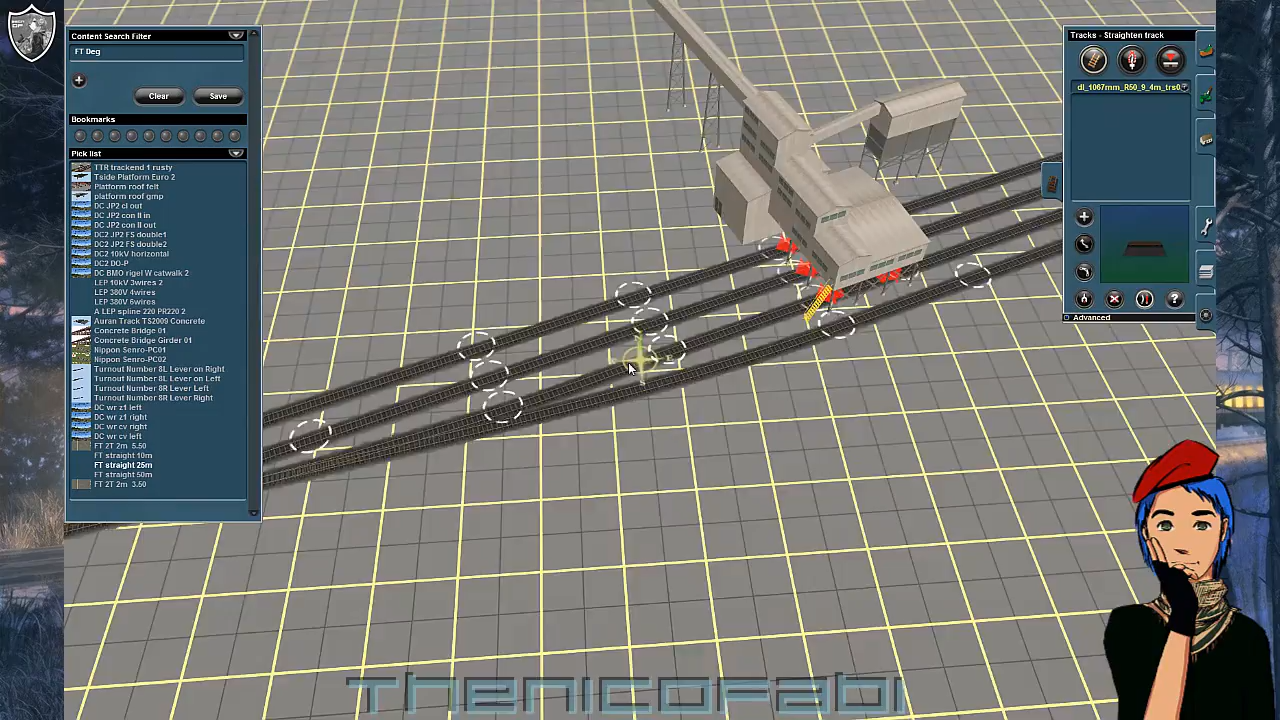 Content Search Filter
FT Deg
Clear
Save
Bookmarks
Pick list
TTR trackend 1 rusty
Tside Platform Euro 2
Platform roof felt
platform roof gmp
DC JP2 cl out
DC JP2 con II in
DC JP2 con II out
DC2 JP2 FS double1
DC2 JP2 FS double2
DC2 10kV horizontal
DC2 DO-P
DC BMO rigel W catwalk 2
LEP 10kV 3wires 2
LEP 380V 4wires
LEP 380V 6wires
A LEP spline 220 PR220 2
Auran Track TS2009 Concrete
Concrete Bridge 01
Concrete Bridge Girder 01
Nippon Senro-PC01
Nippon Senro-PC02
Turnout Number 8L Lever on Right
Turnout Number 8L Lever on Left
Turnout Number 8R Lever Left
Turnout Number 8R Lever Right
DC wr z1 left
DC wr z1 right
DC wr cv right
DC wr cv left
FT 2T 2m 5.50
FT straight 10m
FT straight 25m
FT straight 50m
FT 2T 2m 3.50
Tracks - Straighten track
dl_1067mm_R50_9_4m_trs0
Advanced
Thenicofabi